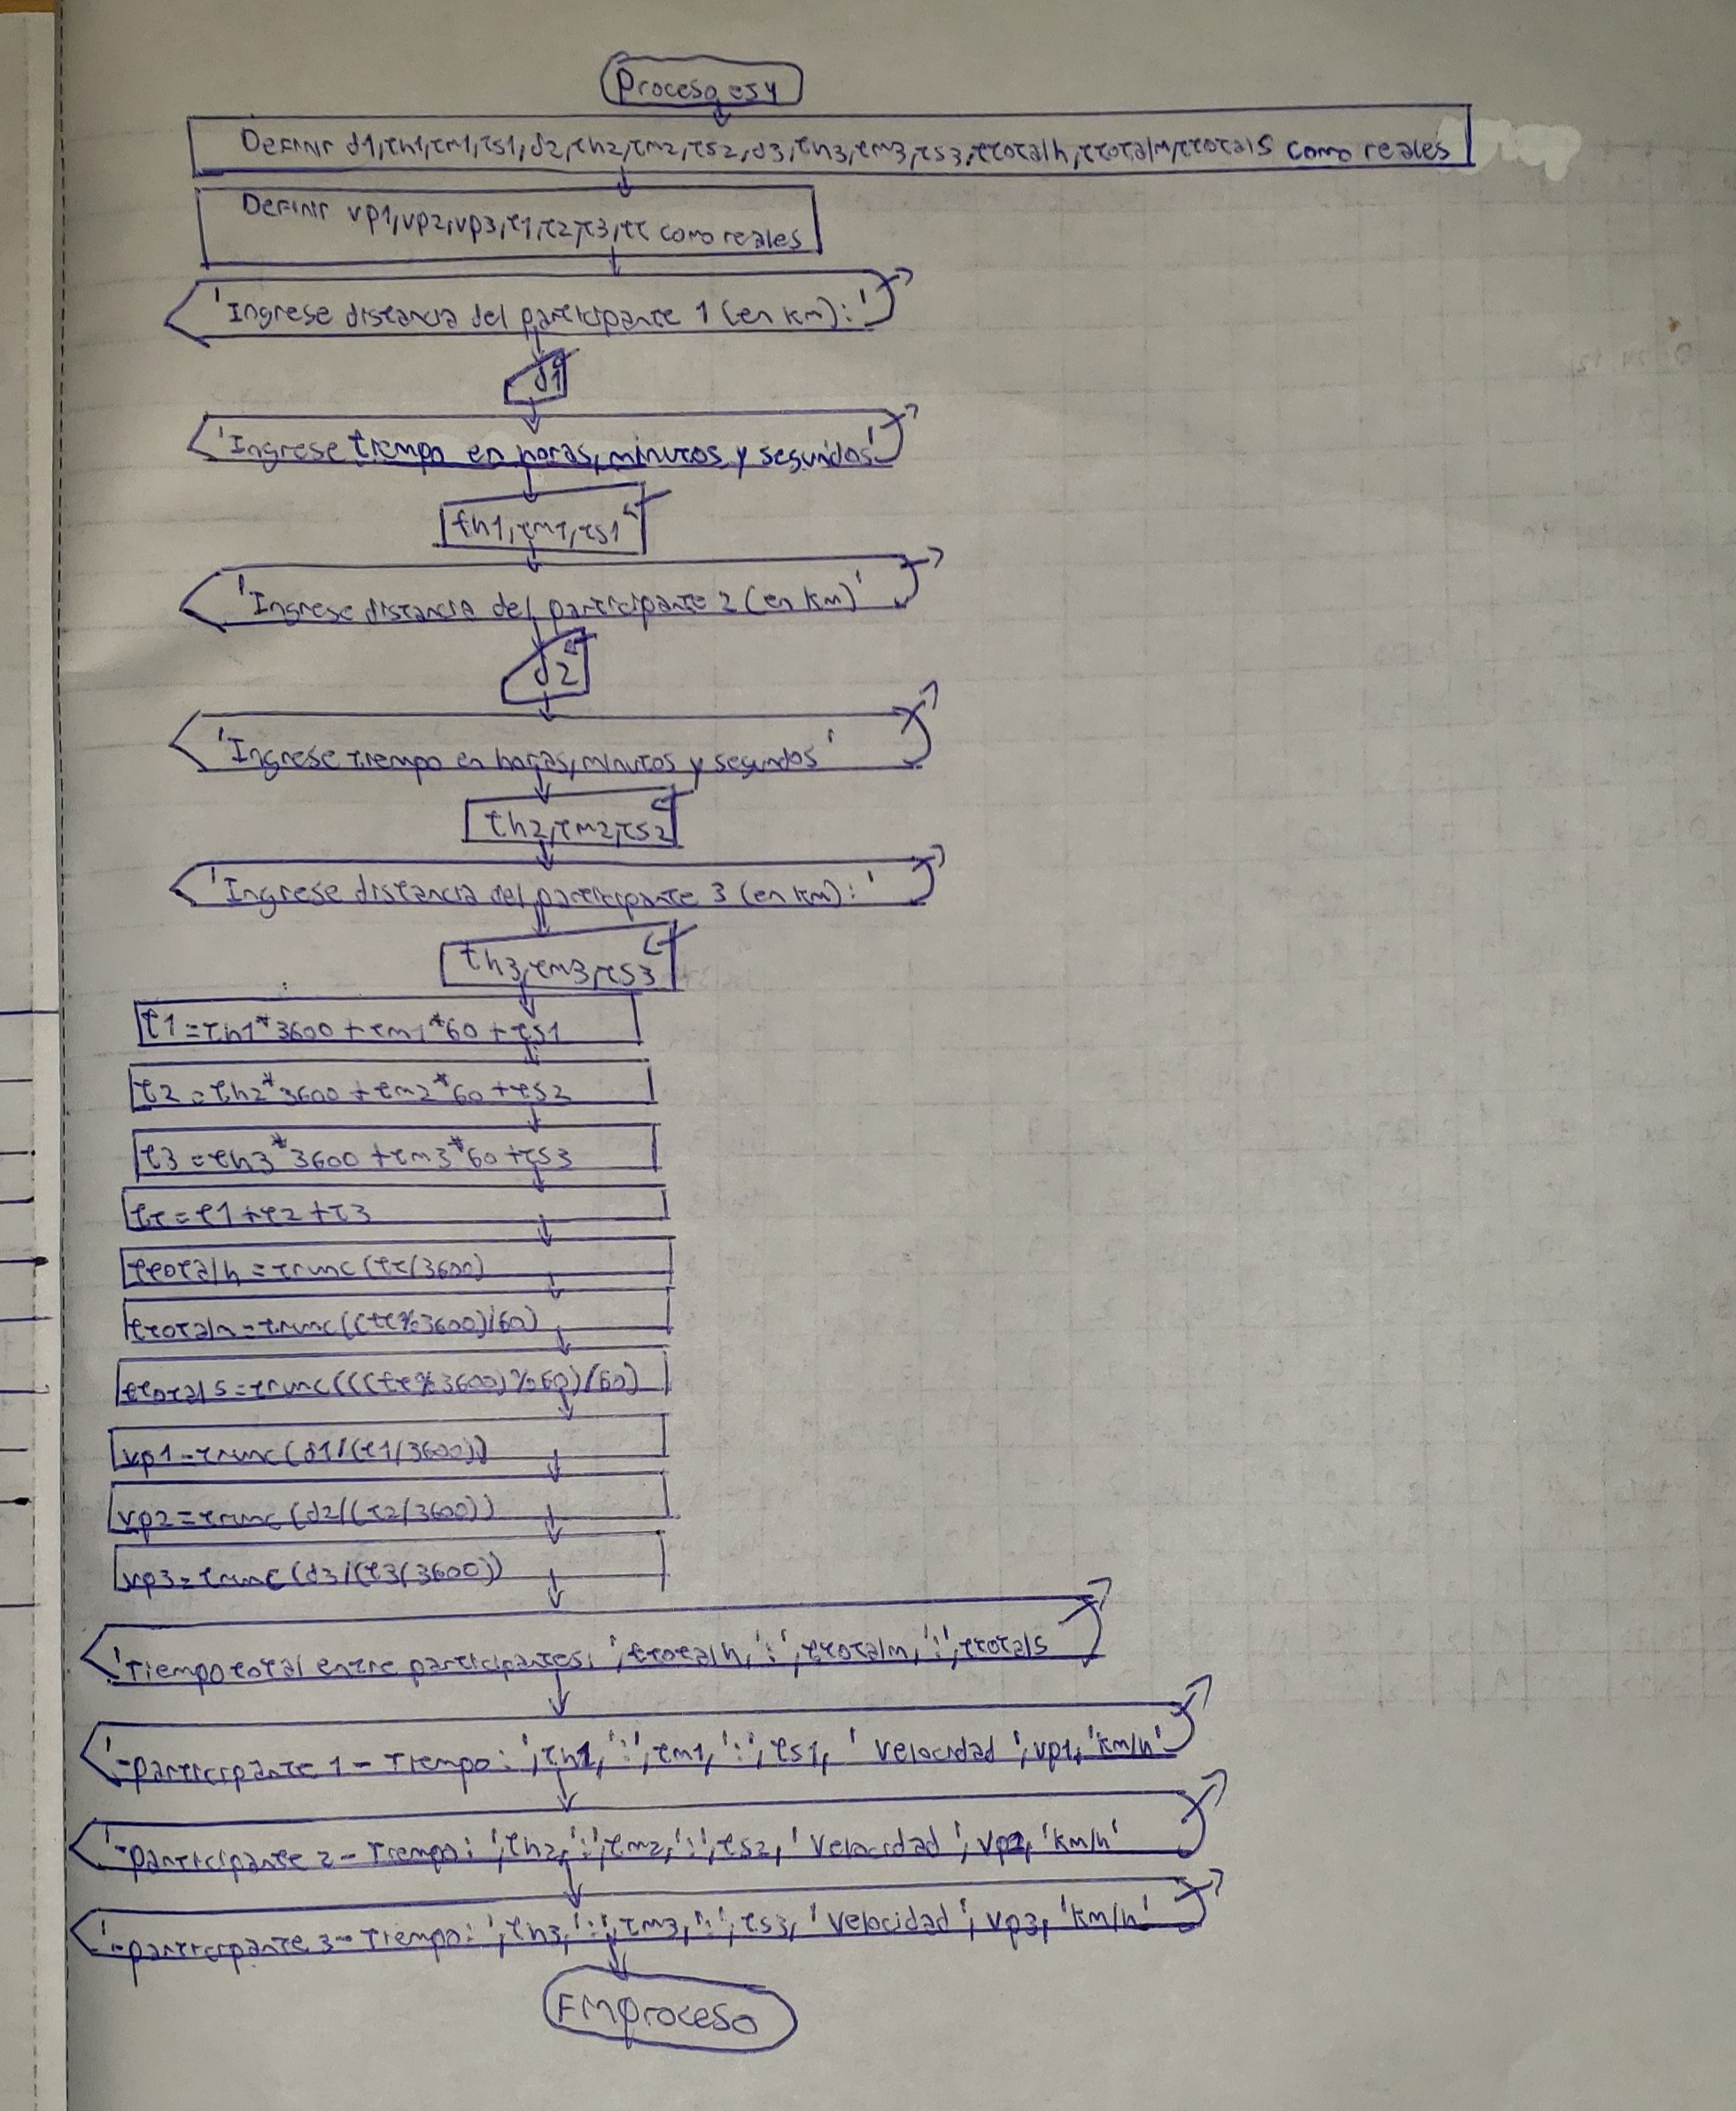 Proceso es4
Definir d1,th1,tm1,ts1,d2,th2,tm2,ts2,d3,th3,tm3,ts3,ttotalh,ttotalm,ttotals como reales
Definir vp1,vp2,vp3,t1,t2,t3,tt como reales
'Ingrese distancia del participante 1 (en km):'
d1
'Ingrese tiempo en horas, minutos y segundos'
th1,tm1,ts1
'Ingrese distancia del participante 2 (en km)'
d2
'Ingrese tiempo en horas, minutos y segundos'
th2,tm2,ts2
'Ingrese distancia del participante 3 (en km):'
th3,tm3,ts3
t1=th1*3600+tm1*60+ts1
t2=th2*3600+tm2*60+ts2
t3=th3*3600+tm3*60+ts3
tt=t1+t2+t3
ttotalh=trunc(tt/3600)
ttotalm=trunc((tt%3600)/60)
ttotals=trunc(((tt%3600)%60)/60)
vp1=trunc(d1/(t1/3600))
vp2=trunc(d2/(t2/3600))
vp3=trunc(d3/(t3/3600))
'Tiempo total entre participantes: ',ttotalh,':',ttotalm,':',ttotals
'-participante 1 - Tiempo: ',th1,':',tm1,':',ts1, ' Velocidad ',vp1,'km/h'
'-participante 2 - Tiempo: ',th2,':',tm2,':',ts2, ' Velocidad ',vp2,'km/h'
'-participante 3 - Tiempo: ',th3,':',tm3,':',ts3, ' Velocidad ',vp3,'km/h'
Finproceso